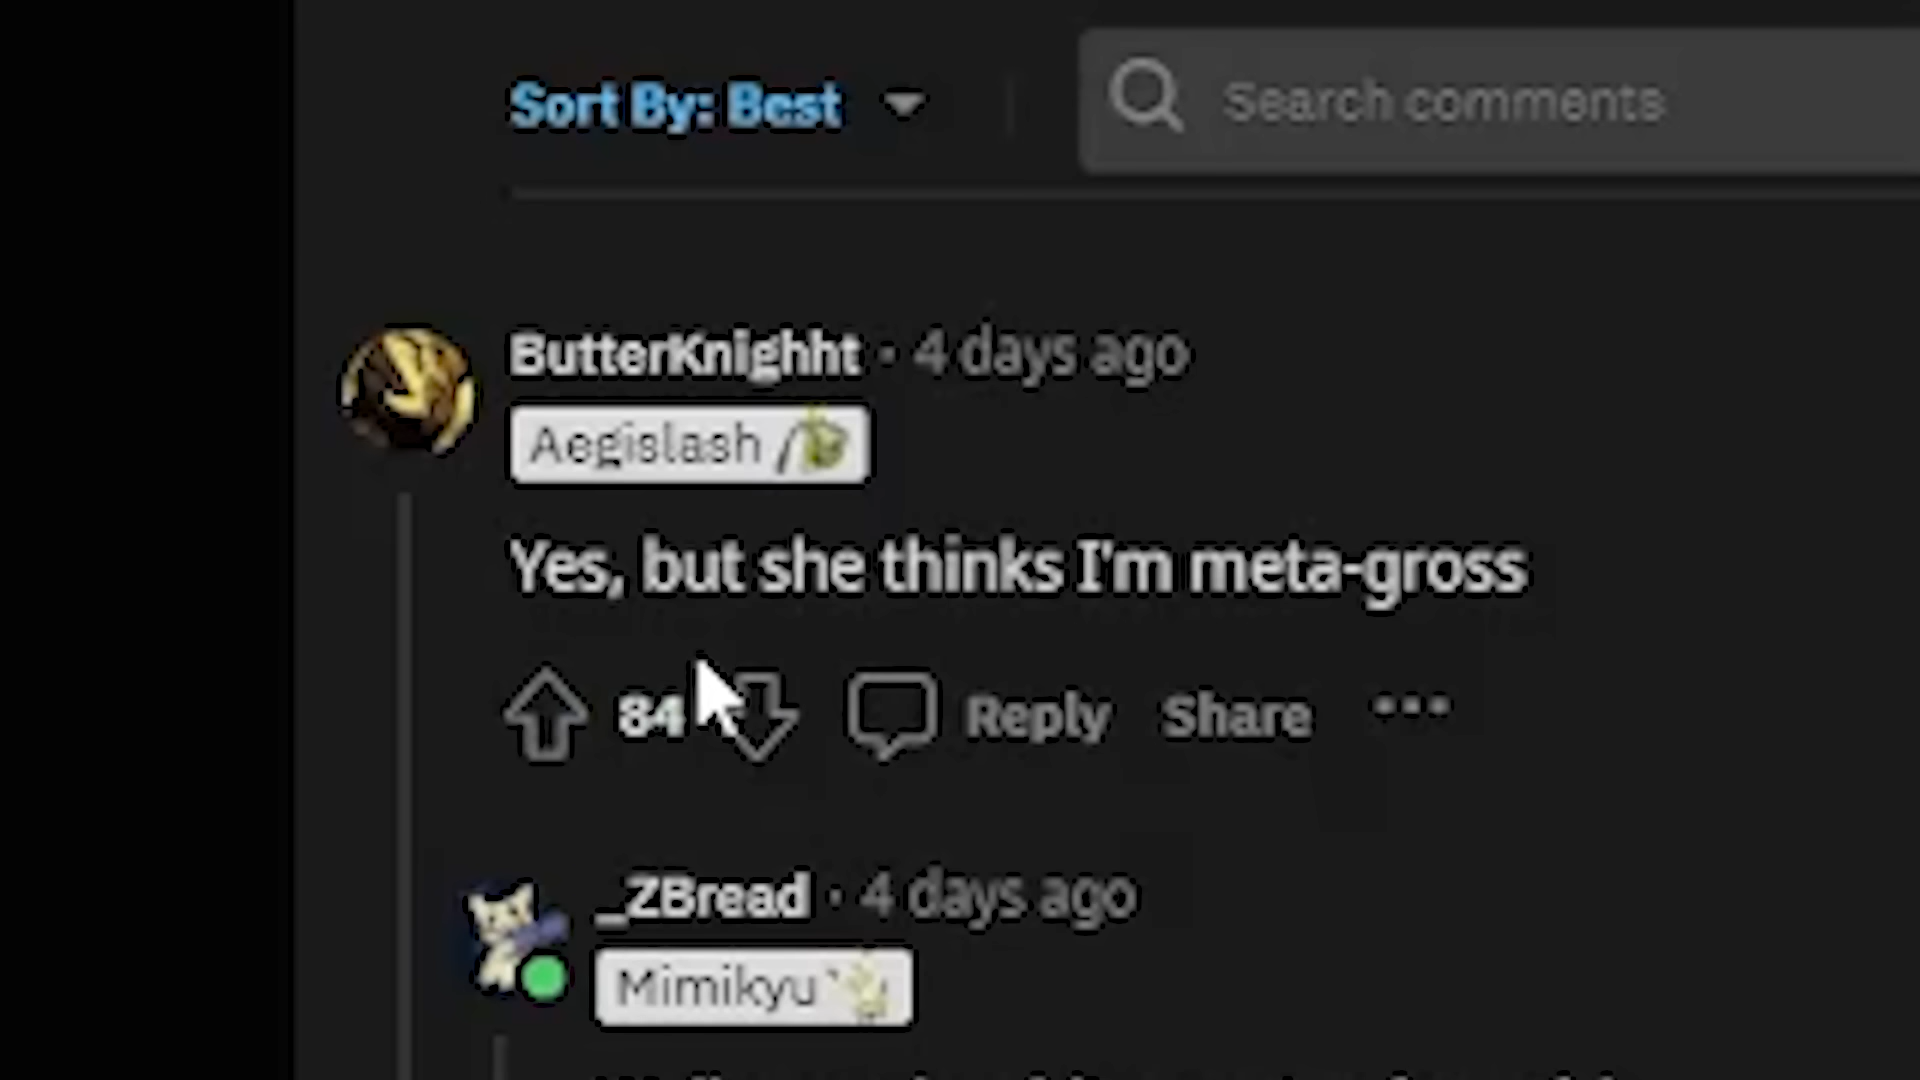 Sort By: Best
Search comments
ButterKnighht · 4 days ago
Aegislash
Yes, but she thinks I'm meta-gross
84
Reply Share ...
_ZBread · 4 days ago
Mimikyu